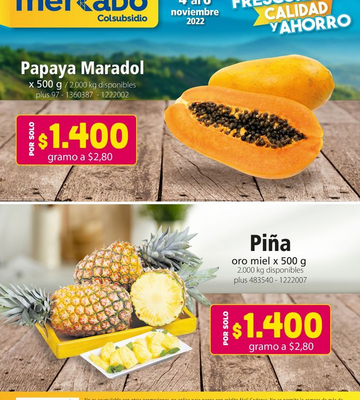 merkado
Colsubsidio
4 al 6
noviembre
2022
FRESCURA
CALIDAD
y AHORRO
Papaya Maradol
x 500 g / 2.000 kg disponibles
plus 97 - 1360387 - 1222002
POR SOLO
$1.400
gramo a $2,80
Piña
oro miel x 500 g
2.000 kg disponibles
plus 483540 - 1222007
POR SOLO
$1.400
gramo a $2,80